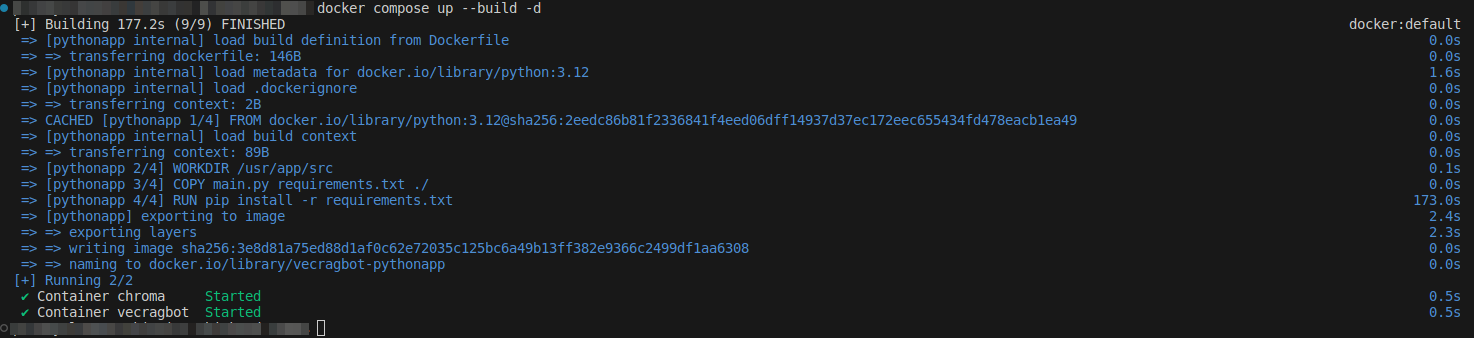 docker compose up --build -d
[+] Building 177.2s (9/9) FINISHED docker:default
=> [pythonapp internal] load build definition from Dockerfile 0.0s
=> => transferring dockerfile: 146B 0.0s
=> [pythonapp internal] load metadata for docker.io/library/python:3.12 1.6s
=> [pythonapp internal] load .dockerignore 0.0s
=> => transferring context: 2B 0.0s
=> CACHED [pythonapp 1/4] FROM docker.io/library/python:3.12@sha256:2eedc86b81f2336841f4eed06dff14937d37ec172eec655434fd478eacb1ea49 0.0s
=> [pythonapp internal] load build context 0.0s
=> => transferring context: 89B 0.0s
=> [pythonapp 2/4] WORKDIR /usr/app/src 0.1s
=> [pythonapp 3/4] COPY main.py requirements.txt ./ 0.0s
=> [pythonapp 4/4] RUN pip install -r requirements.txt 173.0s
=> [pythonapp] exporting to image 2.4s
=> => exporting layers 2.3s
=> => writing image sha256:3e8d81a75ed88d1af0c62e72035c125bc6a49b13ff382e9366c2499df1aa6308 0.0s
=> => naming to docker.io/library/vecragbot-pythonapp 0.0s
[+] Running 2/2
✔ Container chroma Started 0.5s
✔ Container vecragbot Started 0.5s